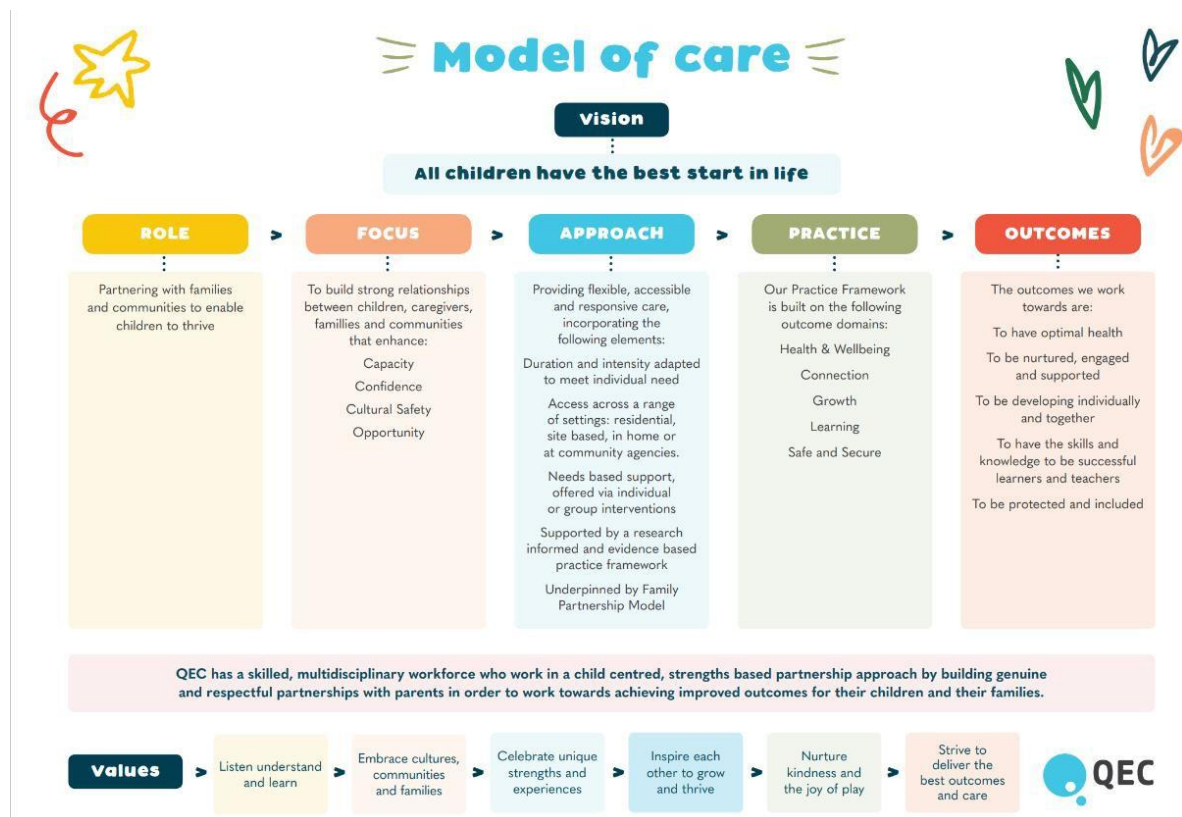 Model of care
Vision
All children have the best start in life
ROLE
>
FOCUS
>
APPROACH
>
PRACTICE
>
OUTCOMES
Partnering with families
and communities to enable
children to thrive
To build strong relationships
between children, caregivers,
famillies and communities
that enhance:
Capacity
Confidence
Cultural Safety
Opportunity
Providing flexible, accessible
and responsive care,
incorporating the
following elements:
Duration and intensity adapted
to meet individual need
Access across a range
of settings: residential,
site based, in home or
at community agencies.
Needs based support,
offered via individual
or group interventions
Supported by a research
informed and evidence based
practice framework
Underpinned by Family
Partnership Model
Our Practice Framework
is built on the following
outcome domains:
Health & Wellbeing
Connection
Growth
Learning
Safe and Secure
The outcomes we work
towards are:
To have optimal health
To be nurtured, engaged
and supported
To be developing individually
and together
To have the skills and
knowledge to be successful
learners and teachers
To be protected and included
QEC has a skilled, multidisciplinary workforce who work in a child centred, strengths based partnership approach by building genuine
and respectful partnerships with parents in order to work towards achieving improved outcomes for their children and their families.
Values
>
Listen understand
and learn
>
Embrace cultures,
communities
and families
>
Celebrate unique
strengths and
experiences
>
Inspire each
other to grow
and thrive
>
Nurture
kindness and
the joy of play
>
Strive to
deliver the
best outcomes
and care
QEC